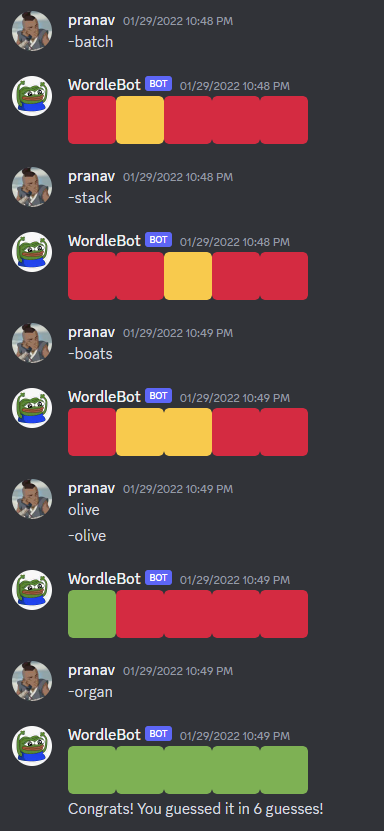 pranav 01/29/2022 10:48 PM
-batch
WordleBot BOT 01/29/2022 10:48 PM
pranav 01/29/2022 10:48 PM
-stack
WordleBot BOT 01/29/2022 10:48 PM
pranav 01/29/2022 10:49 PM
-boats
WordleBot BOT 01/29/2022 10:49 PM
pranav 01/29/2022 10:49 PM
olive
-olive
WordleBot BOT 01/29/2022 10:49 PM
pranav 01/29/2022 10:49 PM
-organ
WordleBot BOT 01/29/2022 10:49 PM
Congrats! You guessed it in 6 guesses!